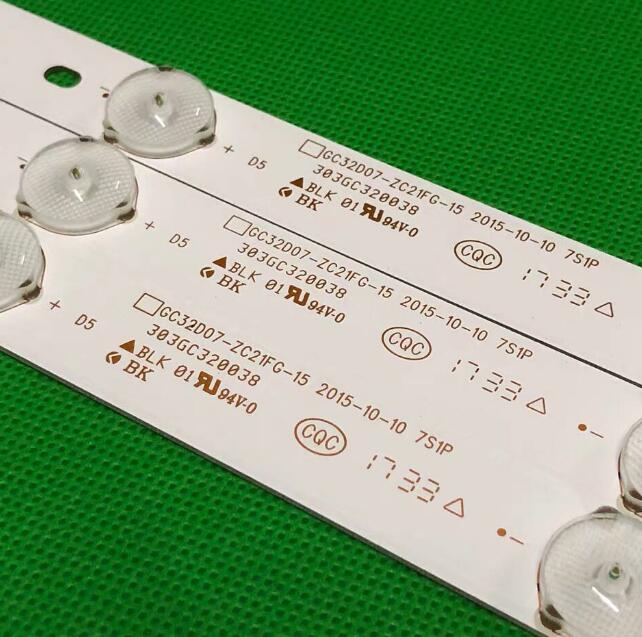 + D5 □GC32D07-ZC21FG-15 2015-10-10 7S1P
303GC320038
▲BLK 01 94V-0
BK
CQC 1733 △
+ D5 □GC32D07-ZC21FG-15 2015-10-10 7S1P
303GC320038
▲BLK 01 94V-0
BK
CQC 1733 △
+ D5 □GC32D07-ZC21FG-15 2015-10-10 7S1P
303GC320038
▲BLK 01 94V-0
BK
CQC 1733 △